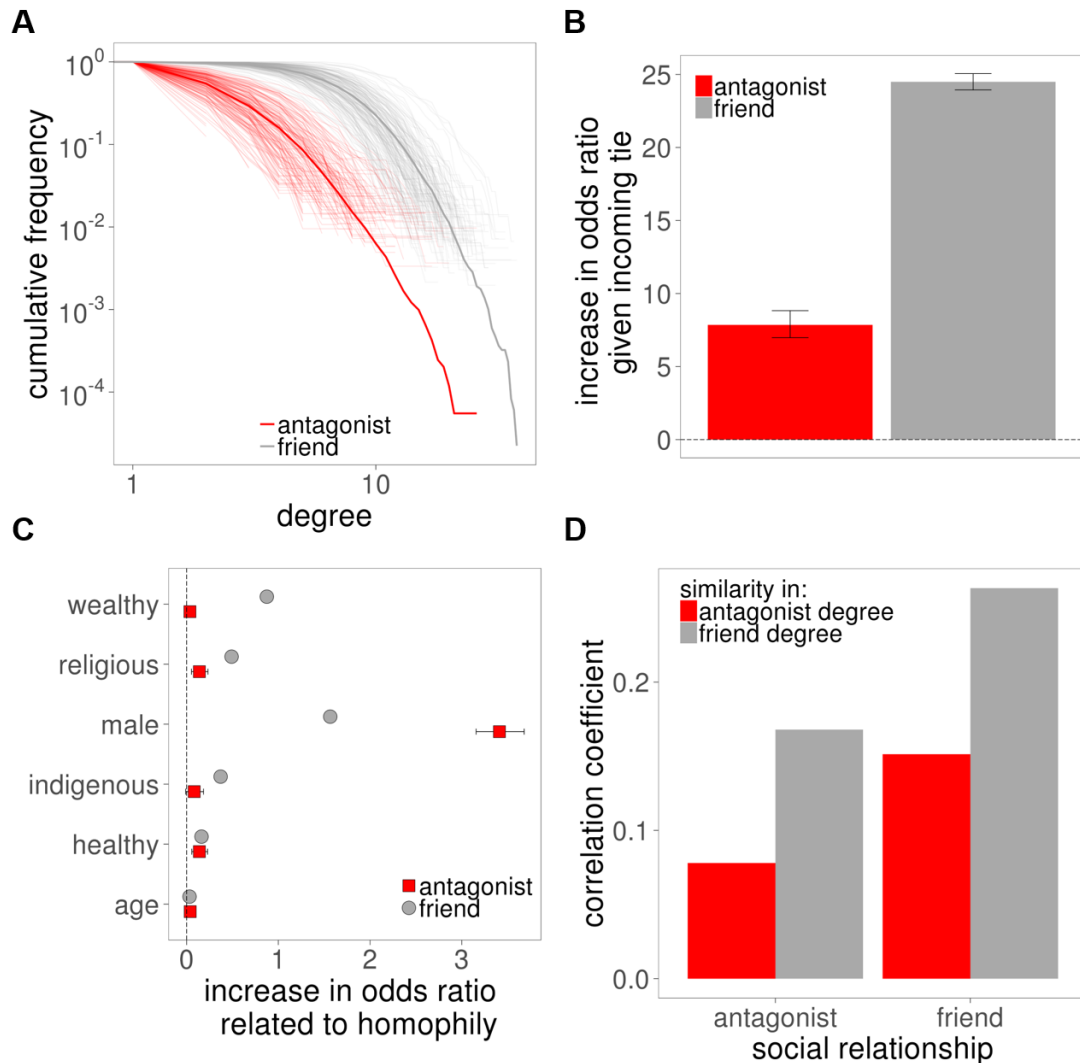 A
cumulative frequency
10^0
10^-1
10^-2
10^-3
10^-4
antagonist
friend
1
10
degree
B
increase in odds ratio
given incoming tie
25
20
15
10
5
0
antagonist
friend
C
wealthy
religious
male
indigenous
healthy
age
antagonist
friend
0
1
2
3
increase in odds ratio
related to homophily
D
correlation coefficient
0.2
0.1
0.0
similarity in:
antagonist degree
friend degree
antagonist
friend
social relationship